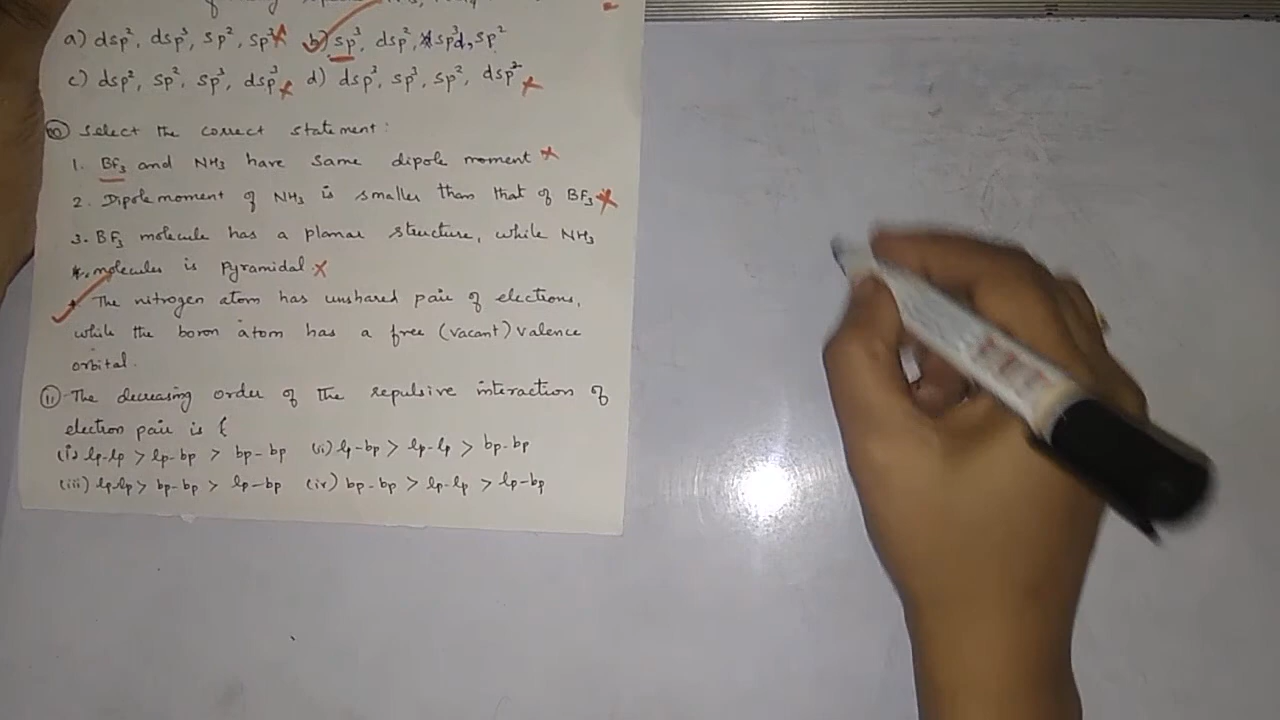 a) dsp², dsp³, sp², sp³ b) sp³, dsp², sp³d, sp²
c) dsp², sp², sp³, dsp³ d) dsp², sp³, sp², dsp²
10 Select the correct statement:
1. BF₃ and NH₃ have same dipole moment
2. Dipole moment of NH₃ is smaller than that of BF₃
3. BF₃ molecule has a planar structure, while NH₃
molecules is pyramidal.
The nitrogen atom has unshared pair of electrons,
while the boron atom has a free (vacant) valence
orbital.
11 The decreasing order of the repulsive interaction of
electron pair is
(i) lp-lp > lp-bp > bp-bp (ii) lp-bp > lp-lp > bp-bp
(iii) lp-lp > bp-bp > lp-bp (iv) bp-bp > lp-lp > lp-bp